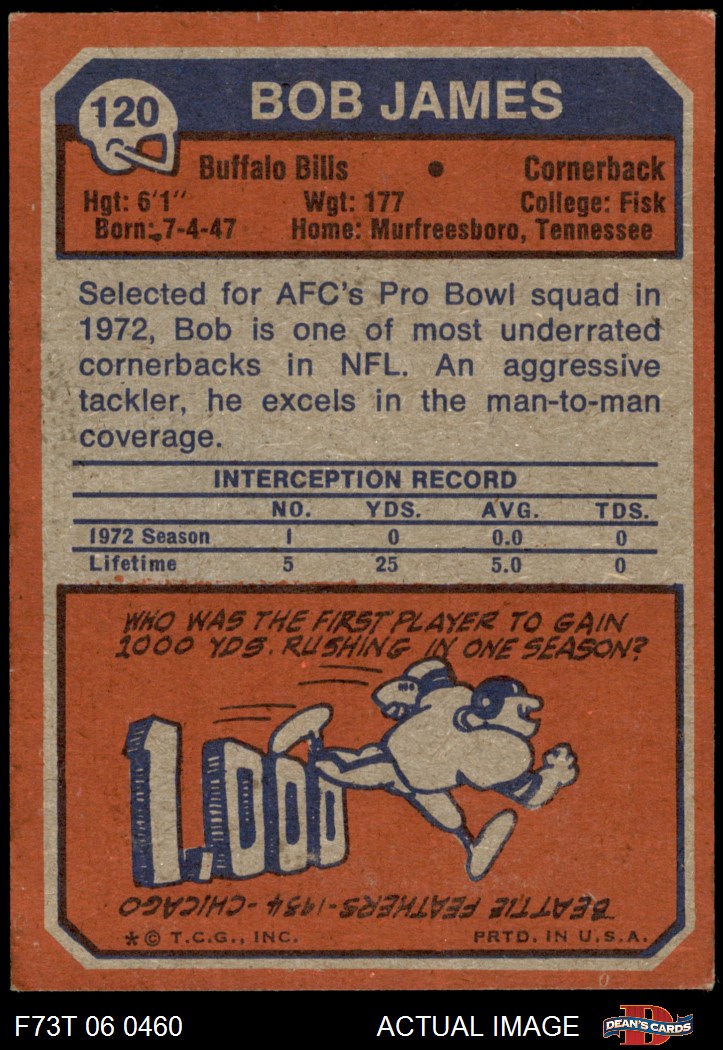 120
BOB JAMES
Buffalo Bills • Cornerback
Hgt: 6'1" Wgt: 177 College: Fisk
Born: 7-4-47 Home: Murfreesboro, Tennessee
Selected for AFC's Pro Bowl squad in
1972, Bob is one of most underrated
cornerbacks in NFL. An aggressive
tackler, he excels in the man-to-man
coverage.
INTERCEPTION RECORD
NO. YDS. AVG. TDS.
1972 Season 1 0 0.0 0
Lifetime 5 25 5.0 0
WHO WAS THE FIRST PLAYER TO GAIN
1000 YDS. RUSHING IN ONE SEASON?
1,000
BEATTIE FEATHERS-1934-CHICAGO
* © T.C.G., INC. PRTD. IN U.S.A.
F73T 06 0460 ACTUAL IMAGE D DEAN'S CARDS